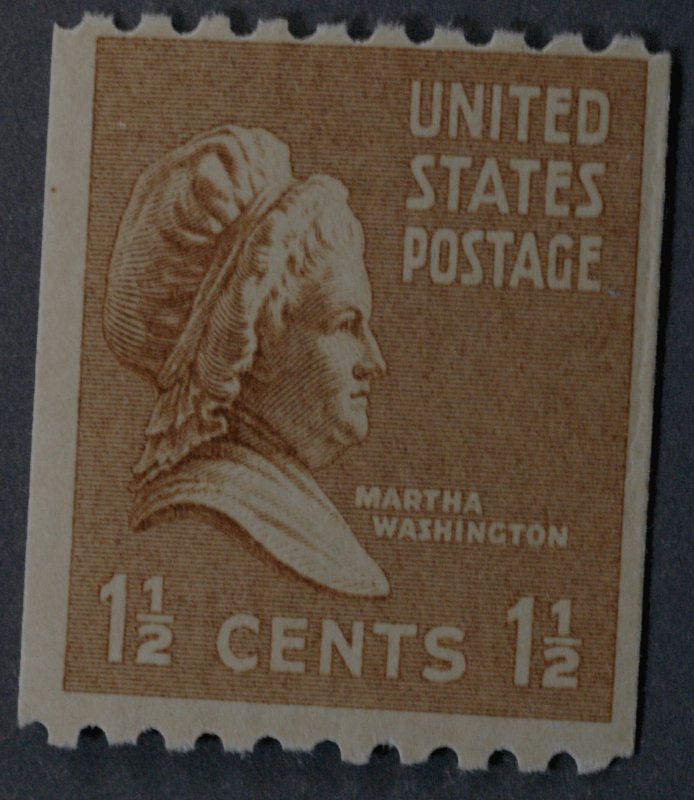 UNITED
STATES
POSTAGE
MARTHA
WASHINGTON
1½ CENTS 1½